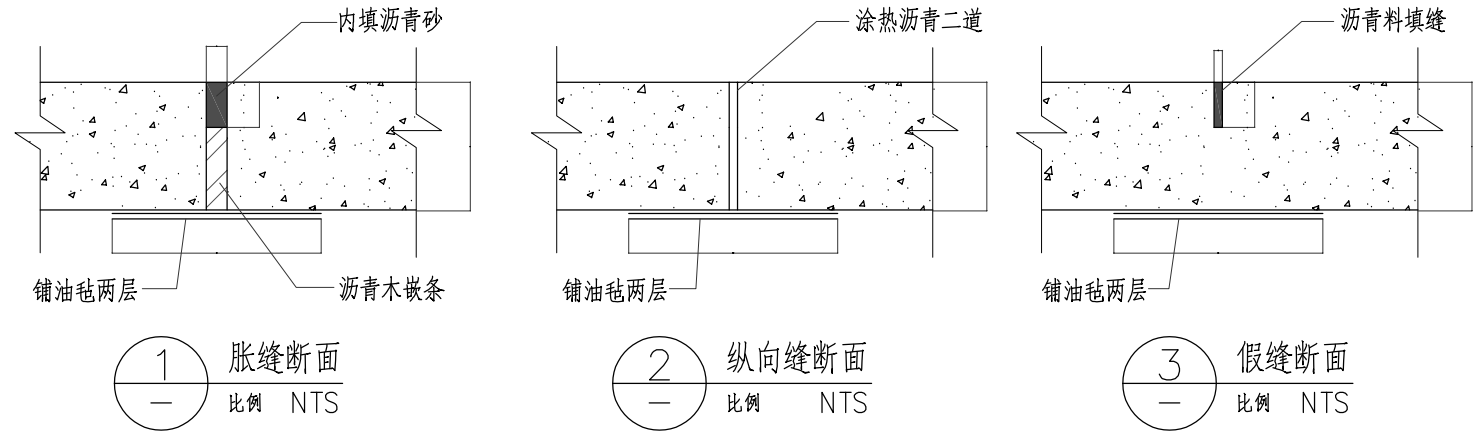 内填沥青砂
涂热沥青二道
沥青料填缝
铺油毡两层
沥青木嵌条
铺油毡两层
铺油毡两层
1
胀缝断面
—
比例 NTS
2
纵向缝断面
—
比例 NTS
3
假缝断面
—
比例 NTS